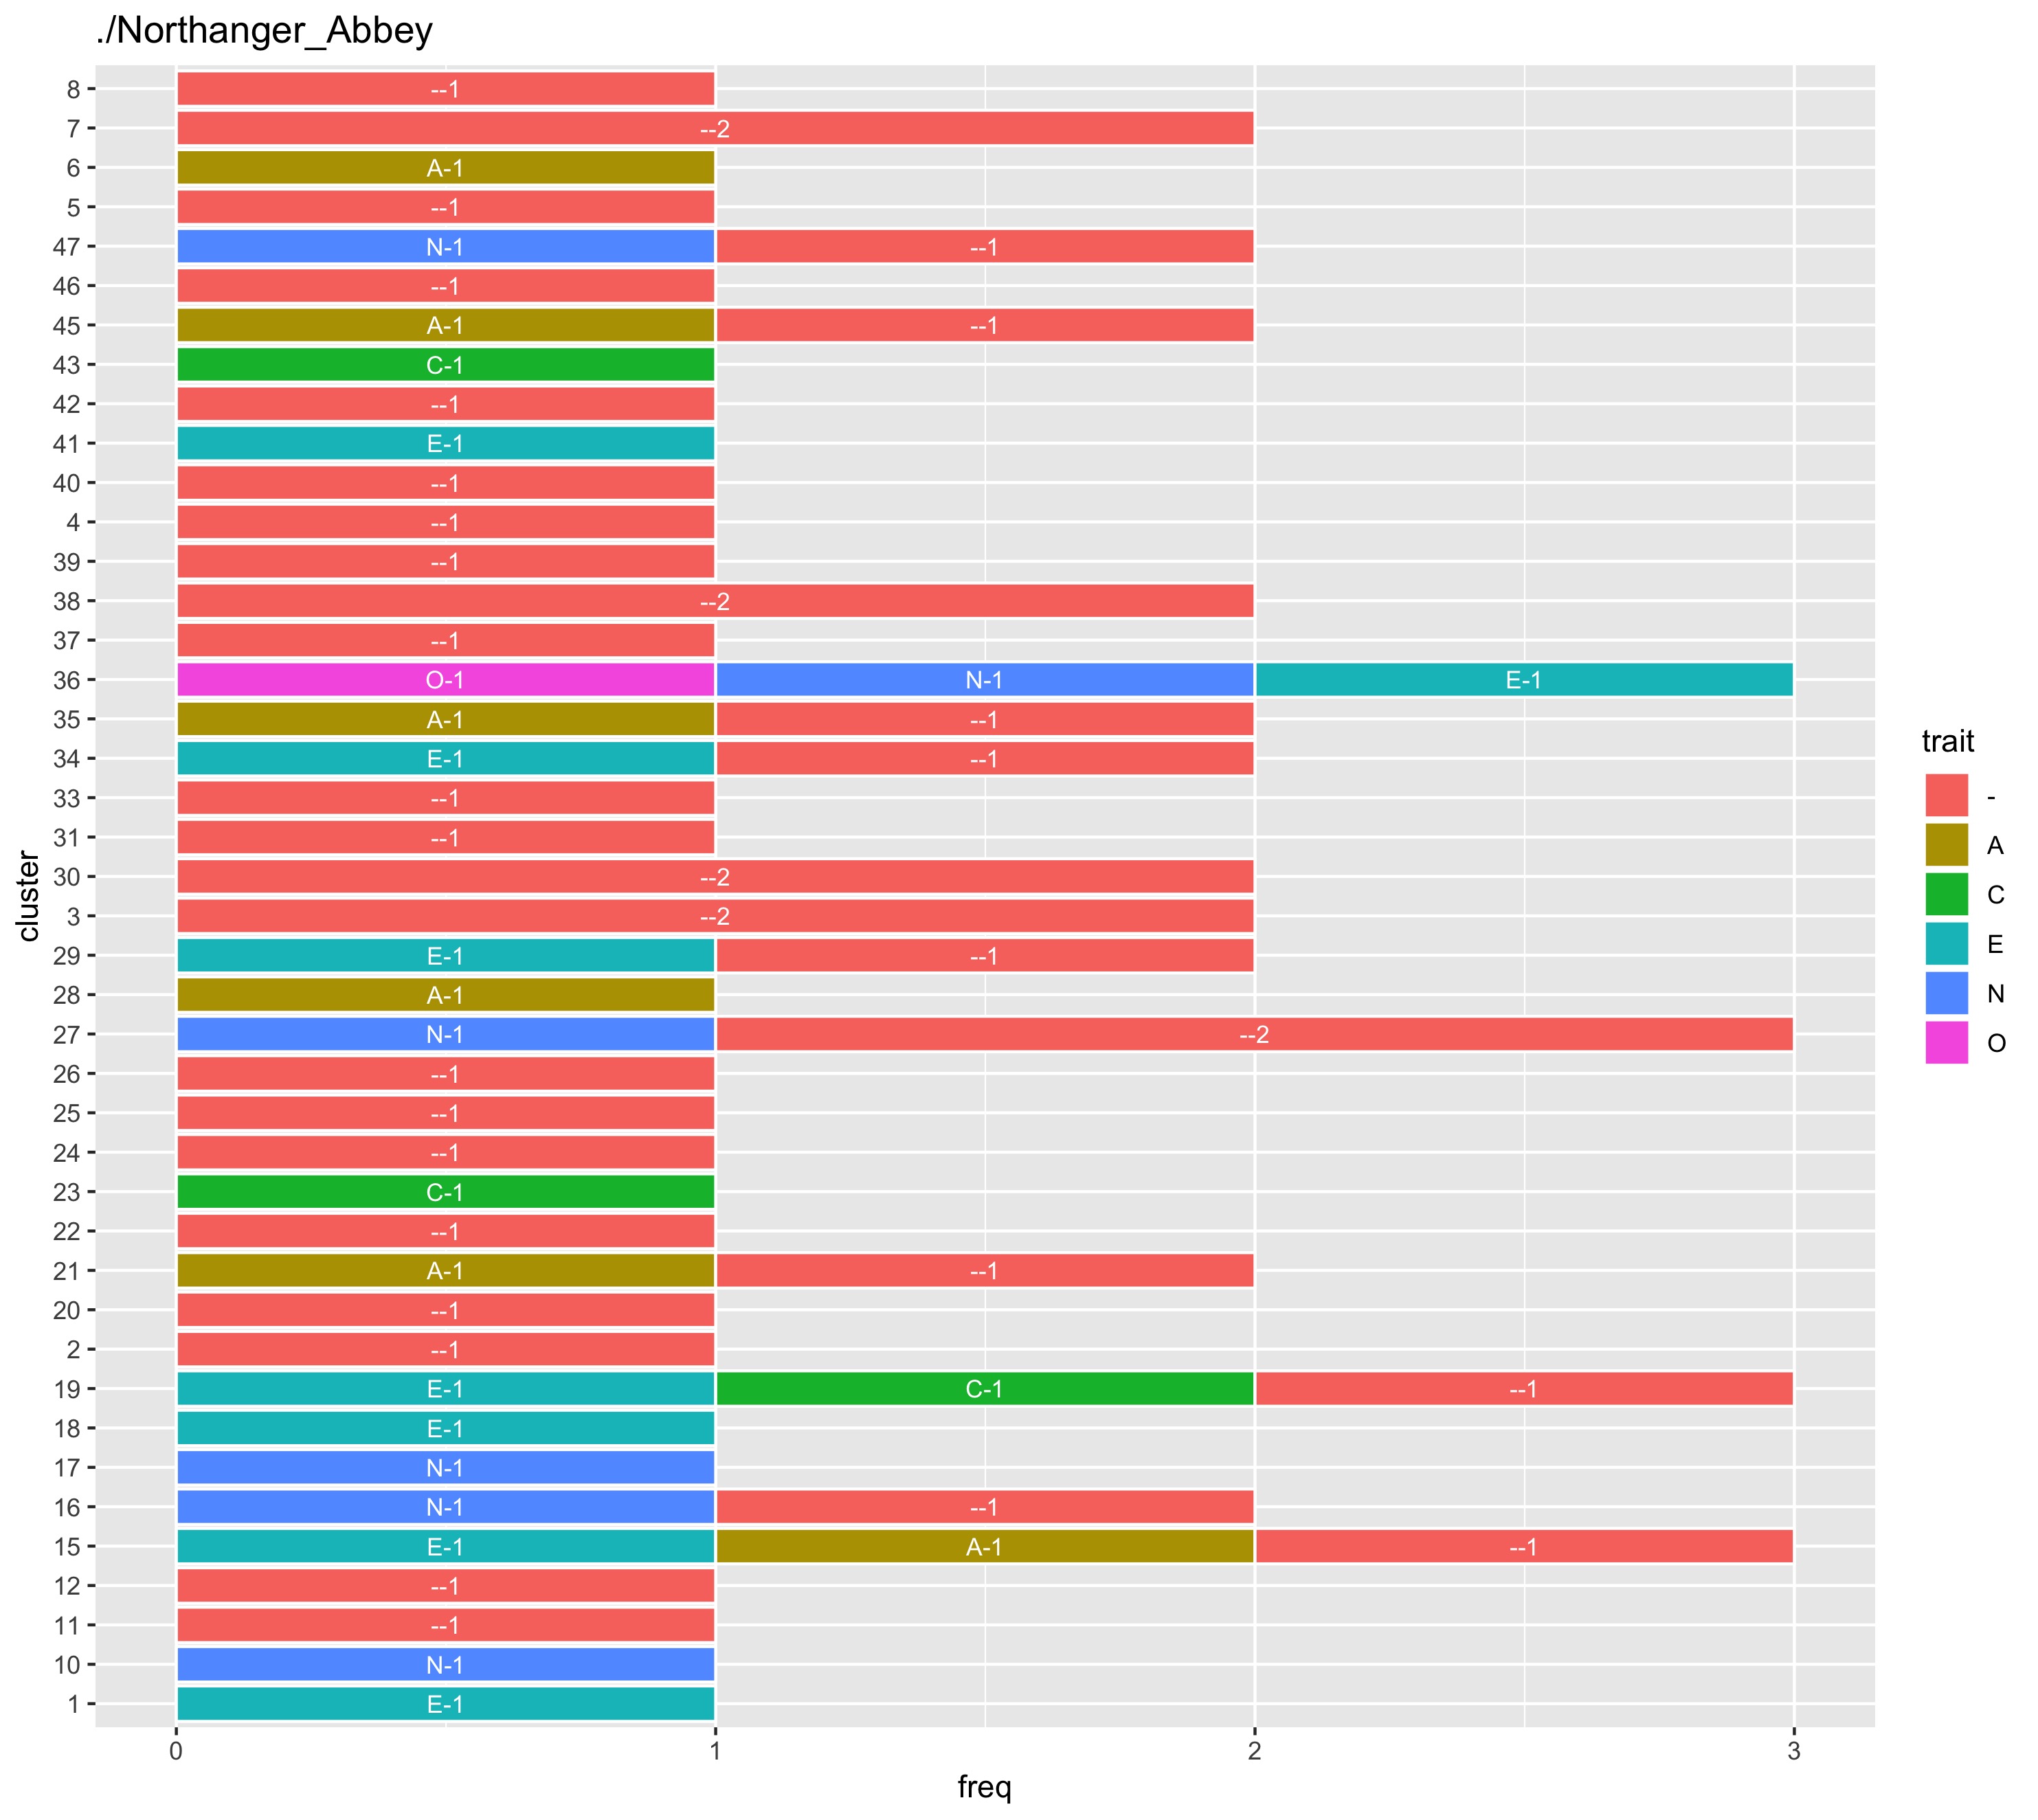 ./Northanger_Abbey
8 --1
7 --2
6 A-1
5 --1
47 N-1 --1
46 --1
45 A-1 --1
43 C-1
42 --1
41 E-1
40 --1
4 --1
39 --1
38 --2
37 --1
36 O-1 N-1 E-1
35 A-1 --1
34 E-1 --1
33 --1
31 --1
30 --2
3 --2
29 E-1 --1
28 A-1
27 N-1 --2
26 --1
25 --1
24 --1
23 C-1
22 --1
21 A-1 --1
20 --1
2 --1
19 E-1 C-1 --1
18 E-1
17 N-1
16 N-1 --1
15 E-1 A-1 --1
12 --1
11 --1
10 N-1
1 E-1
0 1 2 3
freq
cluster
trait
-
A
C
E
N
O